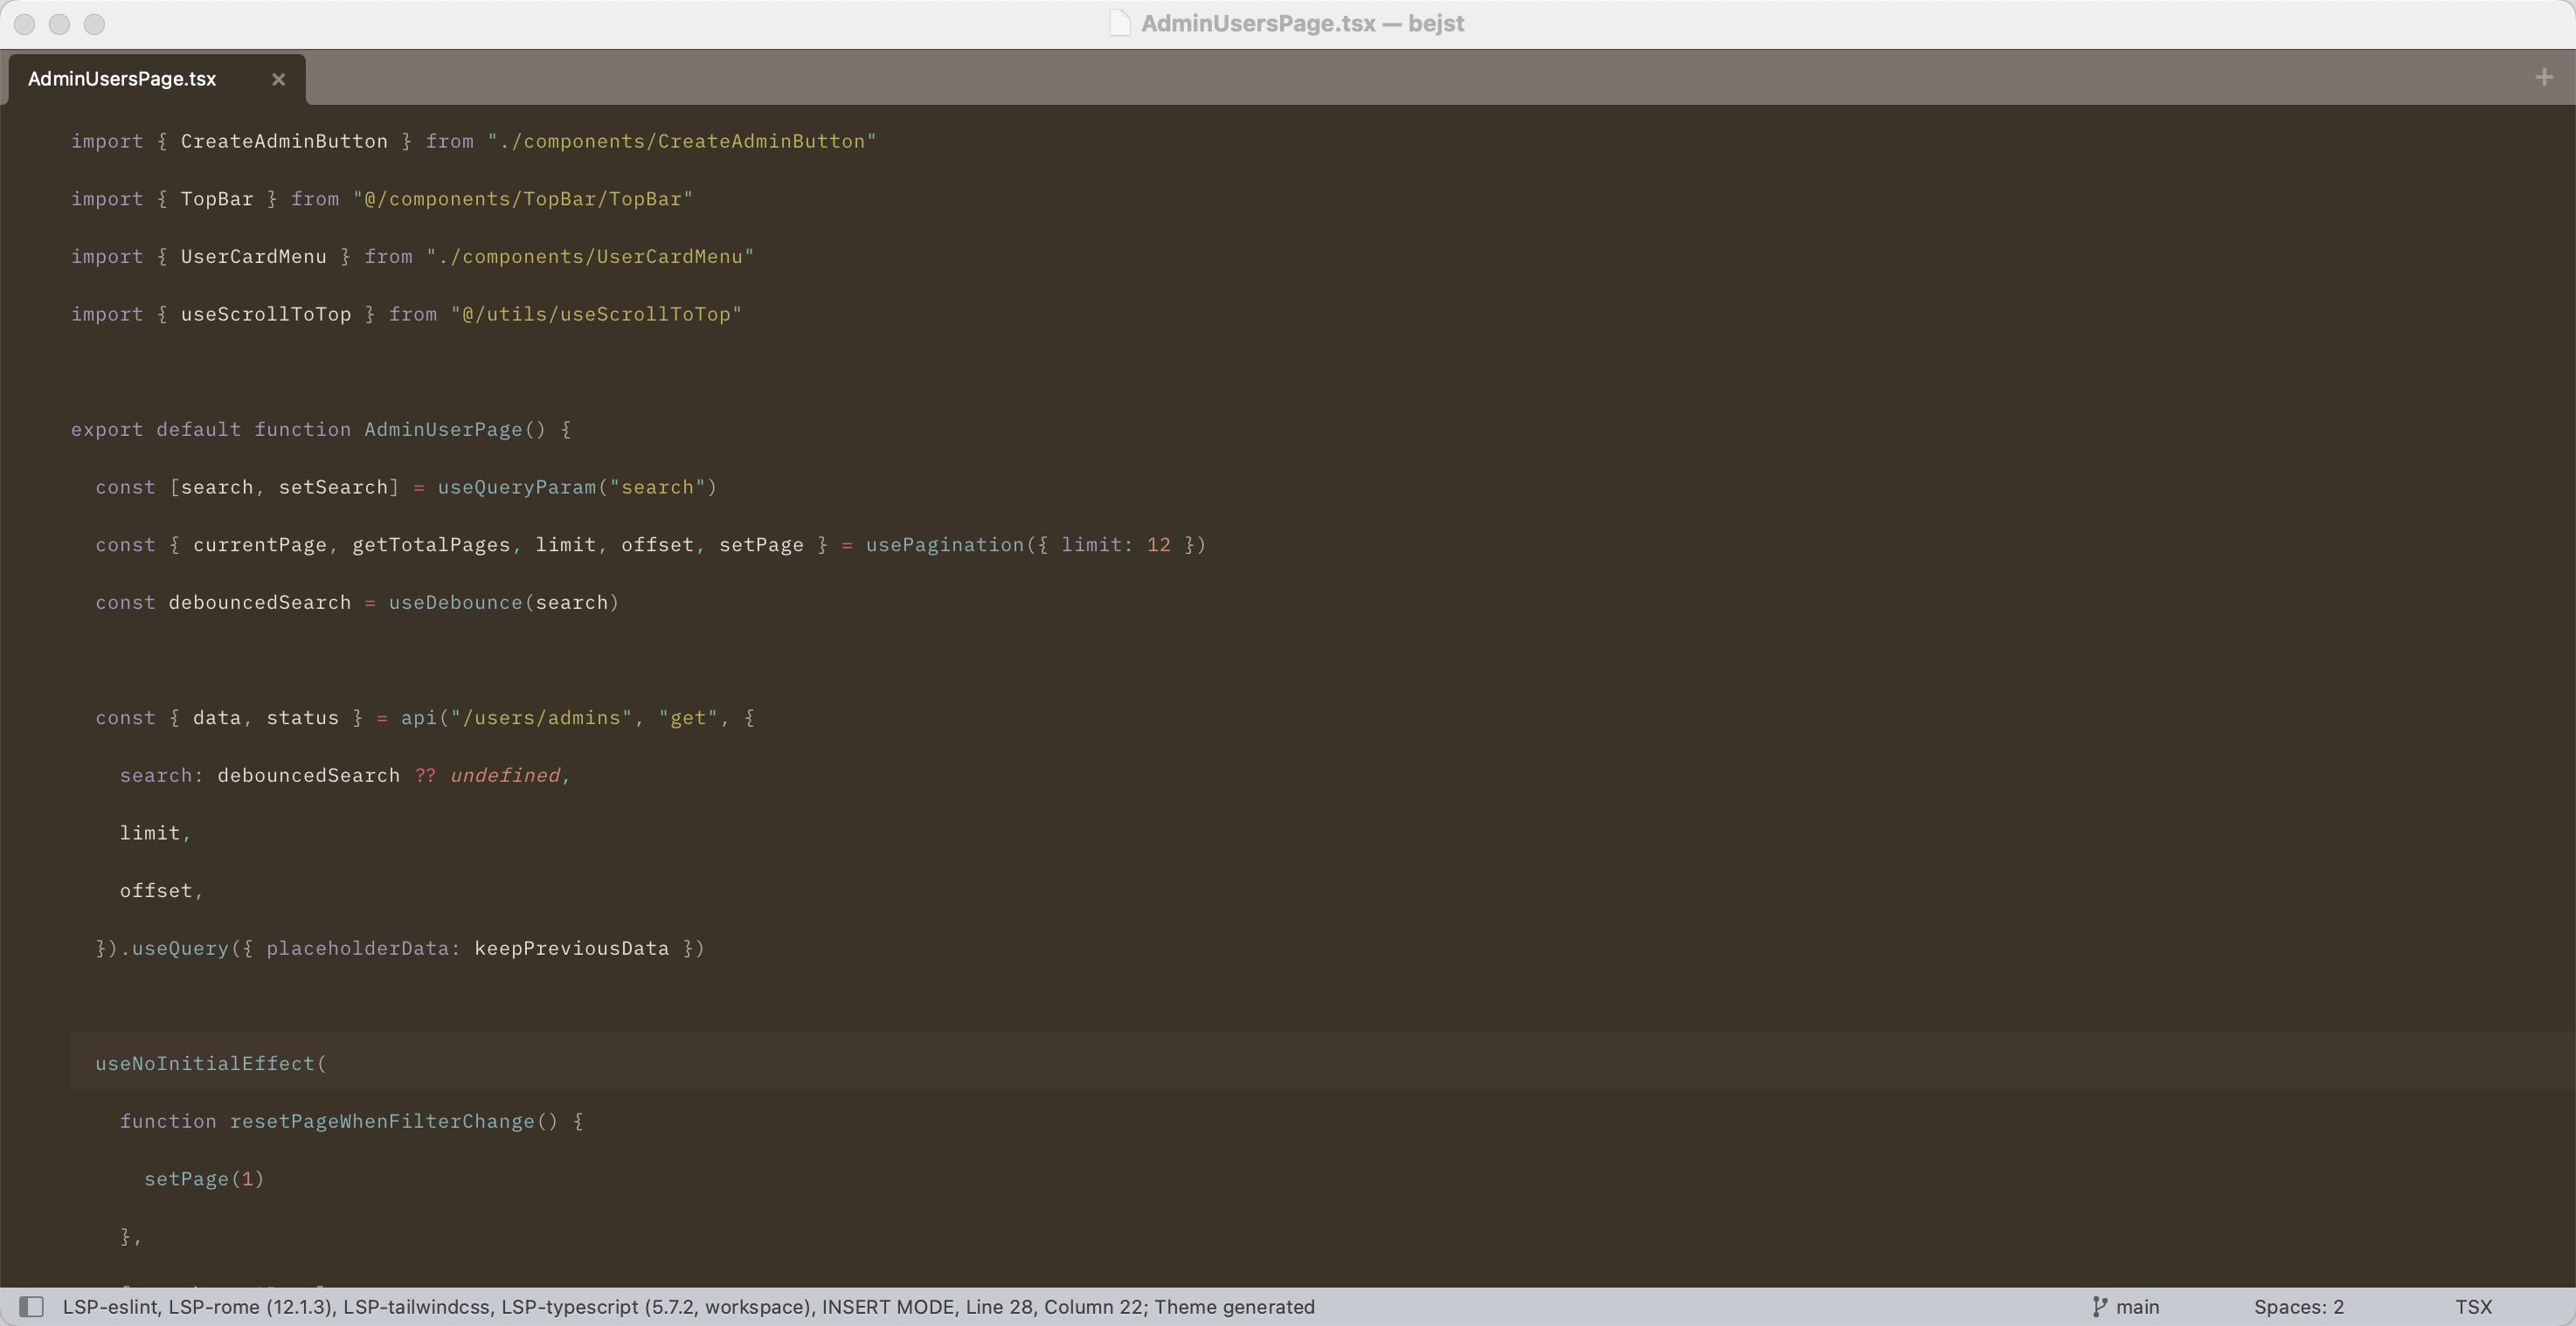 AdminUsersPage.tsx — bejst
AdminUsersPage.tsx
import { CreateAdminButton } from "./components/CreateAdminButton"
import { TopBar } from "@/components/TopBar/TopBar"
import { UserCardMenu } from "./components/UserCardMenu"
import { useScrollToTop } from "@/utils/useScrollToTop"
export default function AdminUserPage() {
const [search, setSearch] = useQueryParam("search")
const { currentPage, getTotalPages, limit, offset, setPage } = usePagination({ limit: 12 })
const debouncedSearch = useDebounce(search)
const { data, status } = api("/users/admins", "get", {
search: debouncedSearch ?? undefined,
limit,
offset,
}).useQuery({ placeholderData: keepPreviousData })
useNoInitialEffect(
function resetPageWhenFilterChange() {
setPage(1)
},
LSP-eslint, LSP-rome (12.1.3), LSP-tailwindcss, LSP-typescript (5.7.2, workspace), INSERT MODE, Line 28, Column 22; Theme generated
main
Spaces: 2
TSX